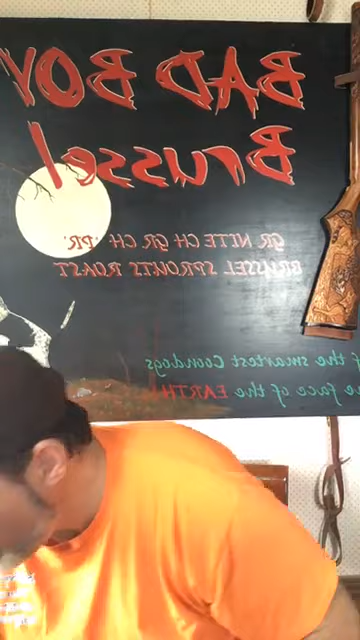 BAD BOY
Brussel
GR NITE CH GR CH 'PR'
BRUSSEL SPROUTS ROAST
f the smartest Coondogs
e face of the EARTH